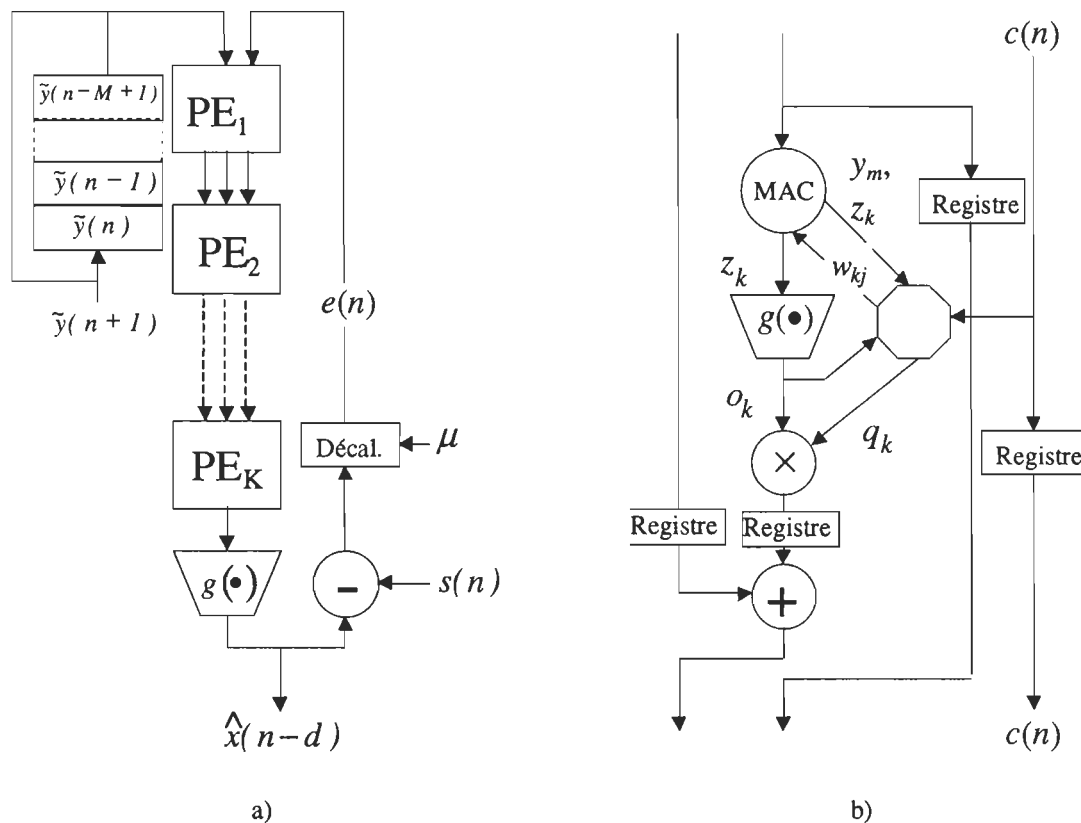 ỹ(n-M+1)
ỹ(n-1)
ỹ(n)
ỹ(n+1)
PE₁
PE₂
PE_K
g(•)
e(n)
Décal.
μ
-
s(n)
x̂(n-d)
a)
c(n)
MAC
y_m,
z_k
Registre
z_k
w_kj
g(•)
o_k
q_k
×
Registre
Registre
Registre
+
c(n)
b)